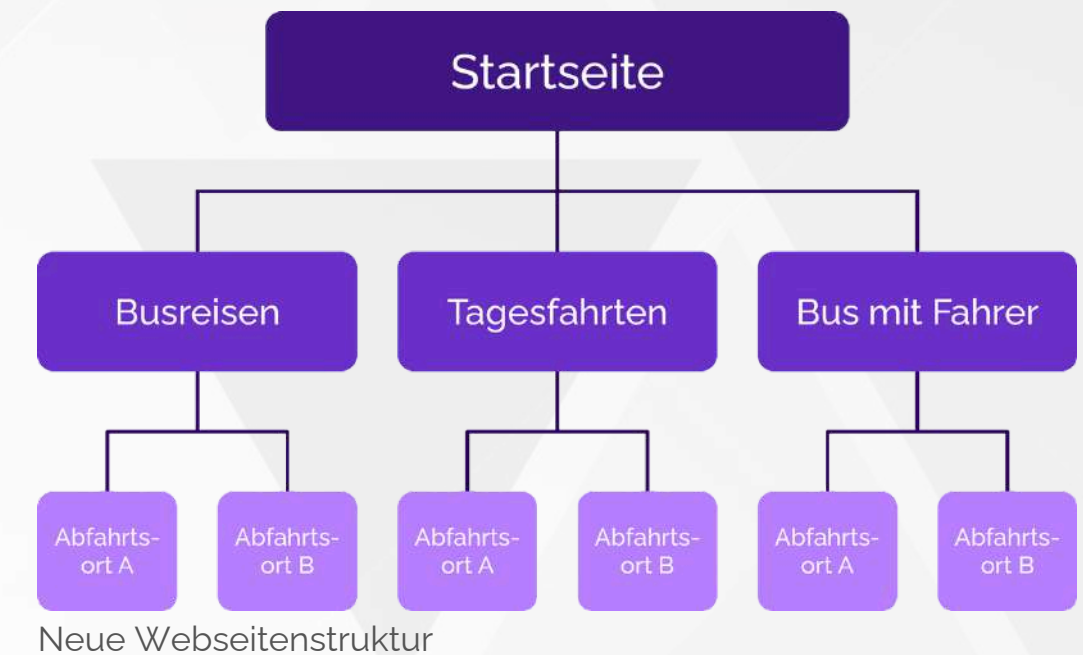 Startseite
Busreisen
Tagesfahrten
Bus mit Fahrer
Abfahrts-
ort A
Abfahrts-
ort B
Abfahrts-
ort A
Abfahrts-
ort B
Abfahrts-
ort A
Abfahrts-
ort B
Neue Webseitenstruktur